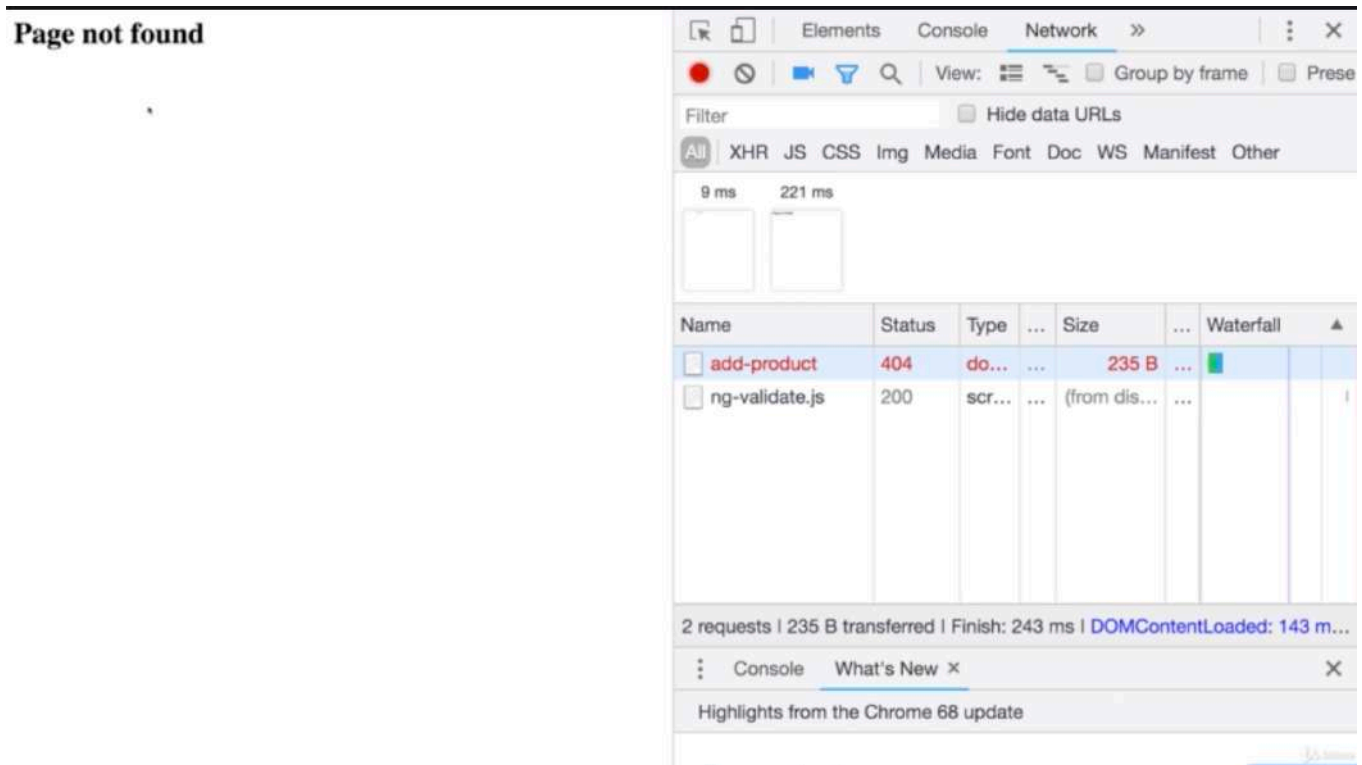 Page not found
Elements Console Network »
View: Group by frame Prese
Filter Hide data URLs
All XHR JS CSS Img Media Font Doc WS Manifest Other
9 ms 221 ms
Name Status Type ... Size ... Waterfall
add-product 404 do... ... 235 B ...
ng-validate.js 200 scr... ... (from dis... ...
2 requests | 235 B transferred | Finish: 243 ms | DOMContentLoaded: 143 m...
Console What's New
Highlights from the Chrome 68 update